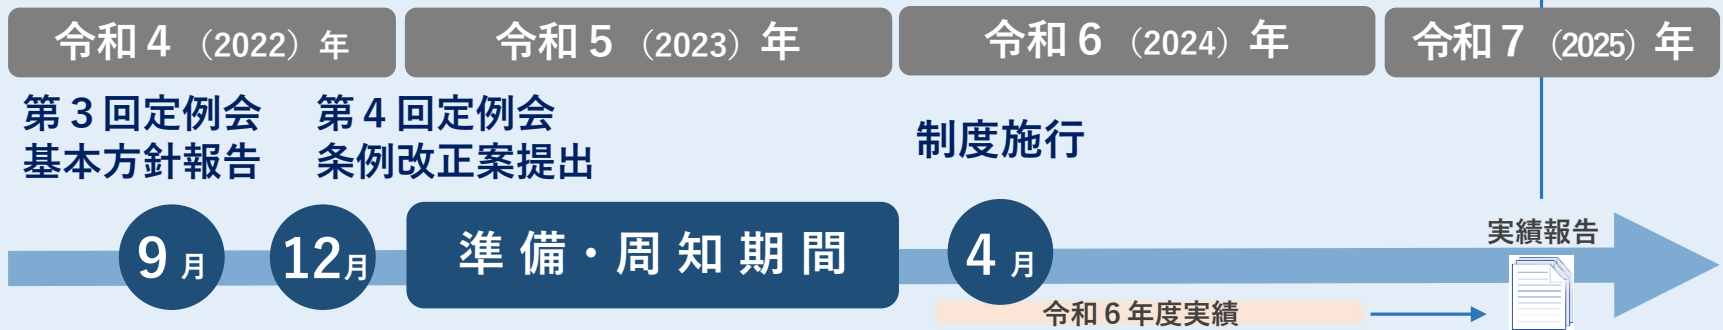 令和４（2022）年
令和５（2023）年
令和６（2024）年
令和７（2025）年
第３回定例会
基本方針報告
第４回定例会
条例改正案提出
制度施行
9月
12月
準備・周知期間
4月
実績報告
令和６年度実績